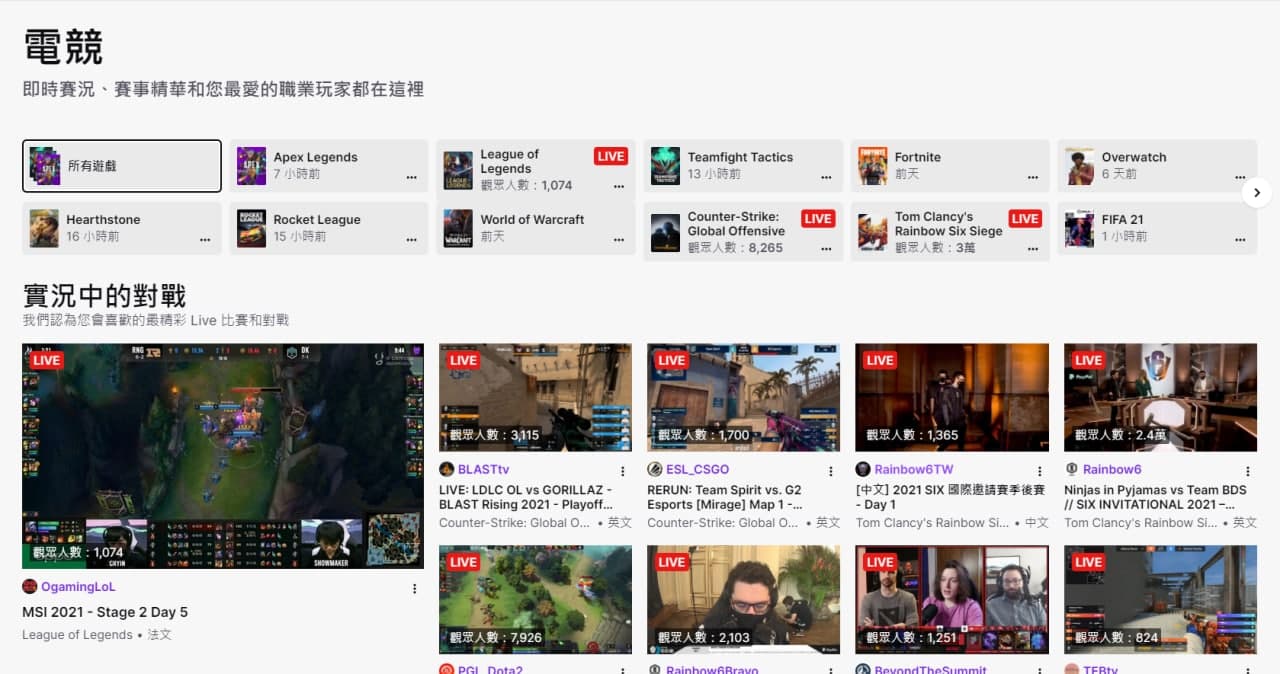 電競
即時賽況、賽事精華和您最愛的職業玩家都在這裡
所有遊戲
Apex Legends
7 小時前
League of
Legends
LIVE
觀眾人數：1,074
Teamfight Tactics
13 小時前
Fortnite
前天
Overwatch
6 天前
Hearthstone
16 小時前
Rocket League
15 小時前
World of Warcraft
前天
Counter-Strike:
Global Offensive
LIVE
觀眾人數：8,265
Tom Clancy's
Rainbow Six Siege
LIVE
觀眾人數：3萬
FIFA 21
1 小時前
實況中的對戰
我們認為您會喜歡的最精彩 Live 比賽和對戰
LIVE
RNG
DK
觀眾人數：1,074
CRYIN
SHOWMAKER
OgamingLoL
MSI 2021 - Stage 2 Day 5
League of Legends • 法文
LIVE
觀眾人數：3,115
BLASTtv
LIVE: LDLC OL vs GORILLAZ -
BLAST Rising 2021 - Playoff...
Counter-Strike: Global O... • 英文
LIVE
觀眾人數：1,700
ESL_CSGO
RERUN: Team Spirit vs. G2
Esports [Mirage] Map 1 -...
Counter-Strike: Global O... • 英文
LIVE
觀眾人數：1,365
Rainbow6TW
[中文] 2021 SIX 國際邀請賽季後賽
- Day 1
Tom Clancy's Rainbow Si... • 中文
LIVE
PayPal
觀眾人數：2.4萬
Rainbow6
Ninjas in Pyjamas vs Team BDS
// SIX INVITATIONAL 2021 –...
Tom Clancy's Rainbow Si... • 英文
LIVE
觀眾人數：7,926
PGL_Dota2
LIVE
觀眾人數：2,103
Rainbow6Bravo
LIVE
觀眾人數：1,251
BeyondTheSummit
LIVE
觀眾人數：824
TEBtv